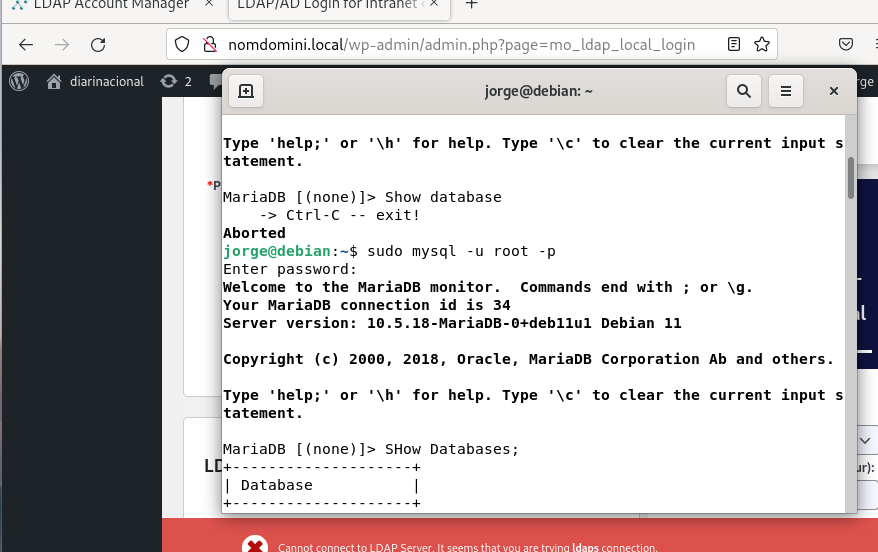 LDAP Account Manager × LDAP/AD Login for Intranet × +
nomdomini.local/wp-admin/admin.php?page=mo_ldap_local_login
diarinacional 2
jorge@debian: ~
Type 'help;' or '\h' for help. Type '\c' to clear the current input s
tatement.
MariaDB [(none)]> Show database
-> Ctrl-C -- exit!
Aborted
jorge@debian:~$ sudo mysql -u root -p
Enter password:
Welcome to the MariaDB monitor.  Commands end with ; or \g.
Your MariaDB connection id is 34
Server version: 10.5.18-MariaDB-0+deb11u1 Debian 11
Copyright (c) 2000, 2018, Oracle, MariaDB Corporation Ab and others.
Type 'help;' or '\h' for help. Type '\c' to clear the current input s
tatement.
MariaDB [(none)]> SHow Databases;
+--------------------+
| Database           |
+--------------------+
Cannot connect to LDAP Server. It seems that you are trying ldaps connection.